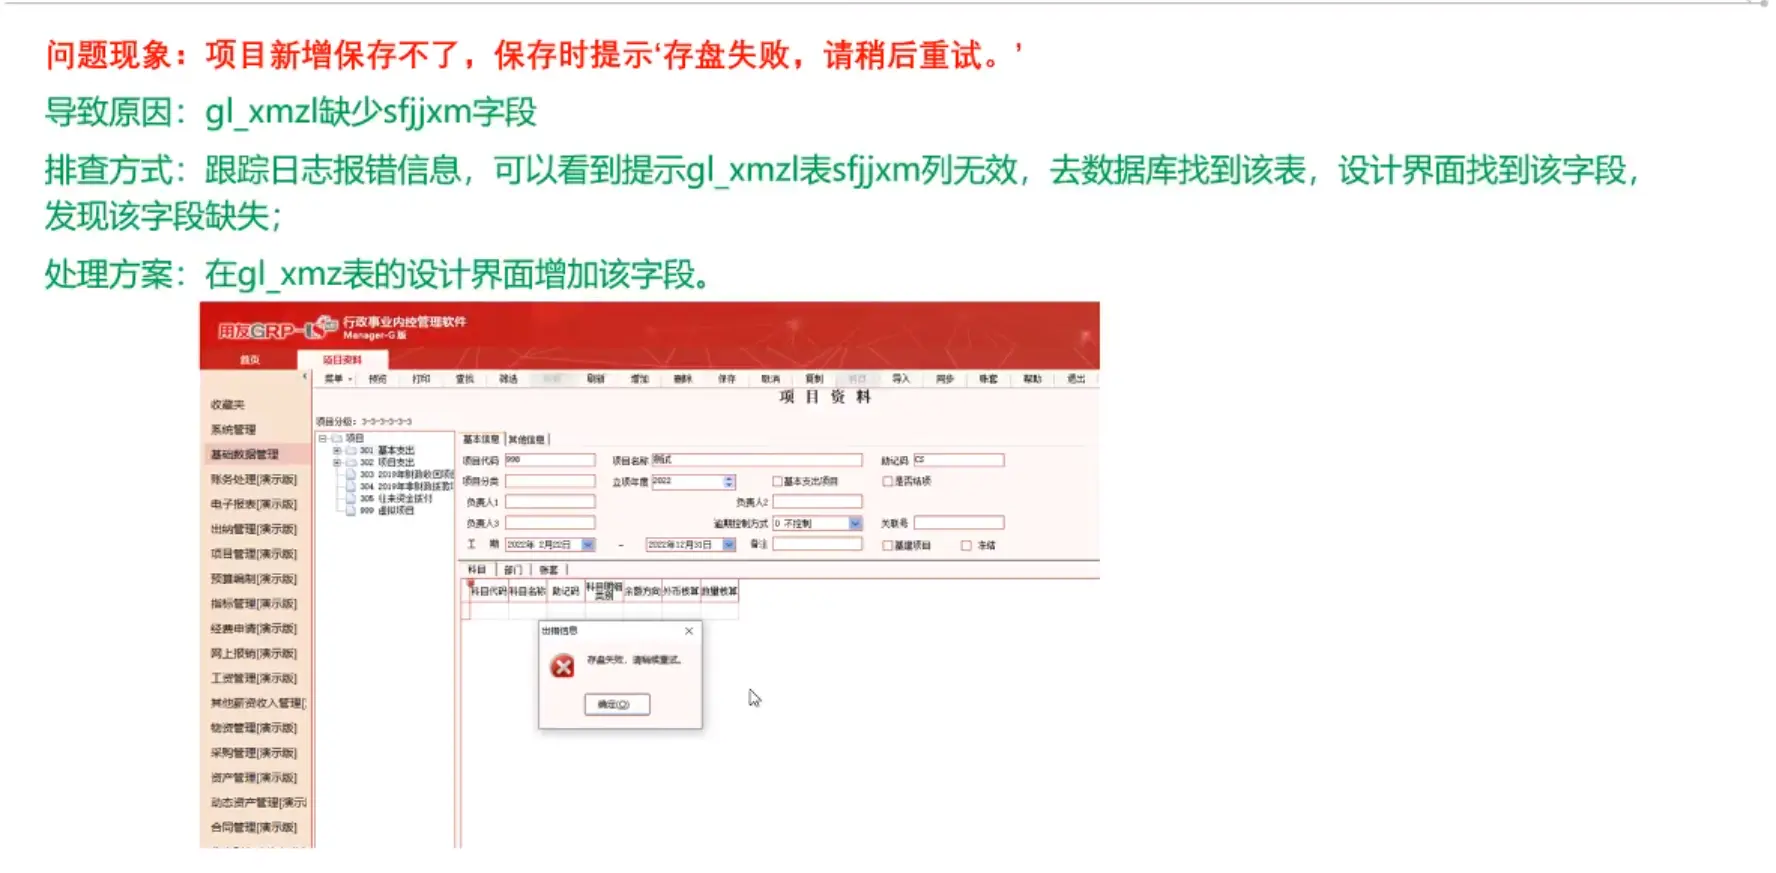 问题现象：项目新增保存不了，保存时提示‘存盘失败，请稍后重试。’
导致原因：gl_xmzl缺少sfjjxm字段
排查方式：跟踪日志报错信息，可以看到提示gl_xmzl表sfjjxm列无效，去数据库找到该表，设计界面找到该字段，
发现该字段缺失；
处理方案：在gl_xmz表的设计界面增加该字段。
用友GRP-U8 行政事业内控管理软件
Manager-G 版
首页 项目资料
菜单 预览 打印 查找 筛选 刷新 增加 删除 保存 取消 复制 导入 同步 账套 帮助 退出
项 目 资 料
收藏夹
系统管理
基础数据管理
账务处理[演示版]
电子报表[演示版]
出纳管理[演示版]
项目管理[演示版]
预算编制[演示版]
指标管理[演示版]
经费申请[演示版]
网上报销[演示版]
工资管理[演示版]
其他薪资收入管理[
物资管理[演示版]
采购管理[演示版]
资产管理[演示版]
动态资产管理[演示
合同管理[演示版]
项目分级：3-3-3-3-3-3
项目
301 基本支出
302 项目支出
303 2019年财政收回项
304 2019年非财政拨款
305 往来资金拨付
999 虚拟项目
基本信息 其他信息
项目代码 998 项目名称 测试 助记码 CS
项目分类 立项年度 2022 基本支出项目 是否结项
负责人1 负责人2
负责人3 逾期控制方式 0 不控制 关联号
工 期 2022年 2月22日 - 2022年12月31日 备注 基建项目 冻结
科目 部门 账套
科目代码 科目名称 助记码 科目明细类别 余额方向 外币核算 数量核算
出错信息
存盘失败，请稍候重试。
确定(O)